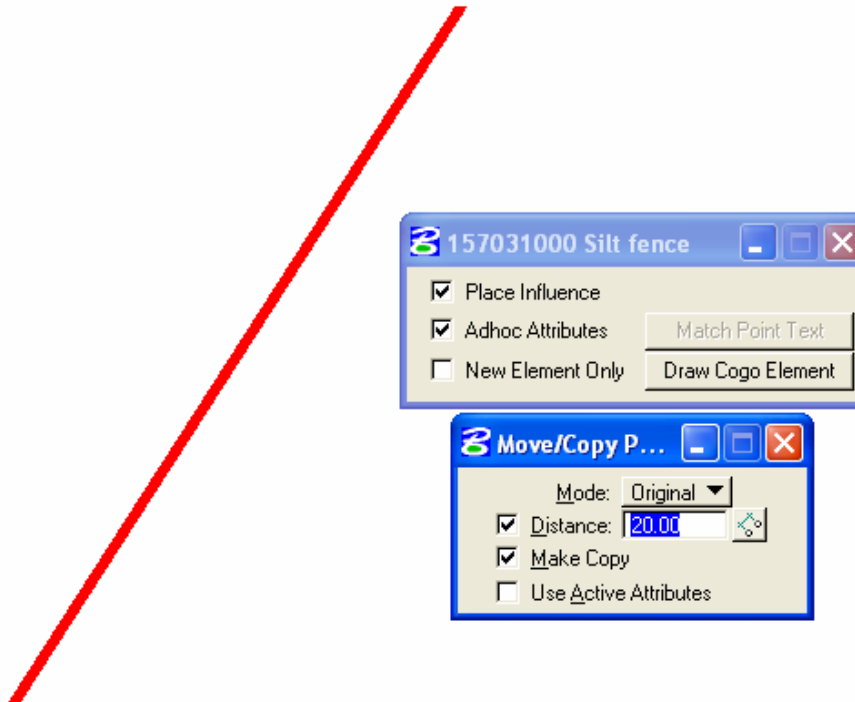 157031000 Silt fence
Place Influence
Adhoc Attributes Match Point Text
New Element Only Draw Cogo Element
Move/Copy P...
Mode: Original
Distance: 20.00
Make Copy
Use Active Attributes